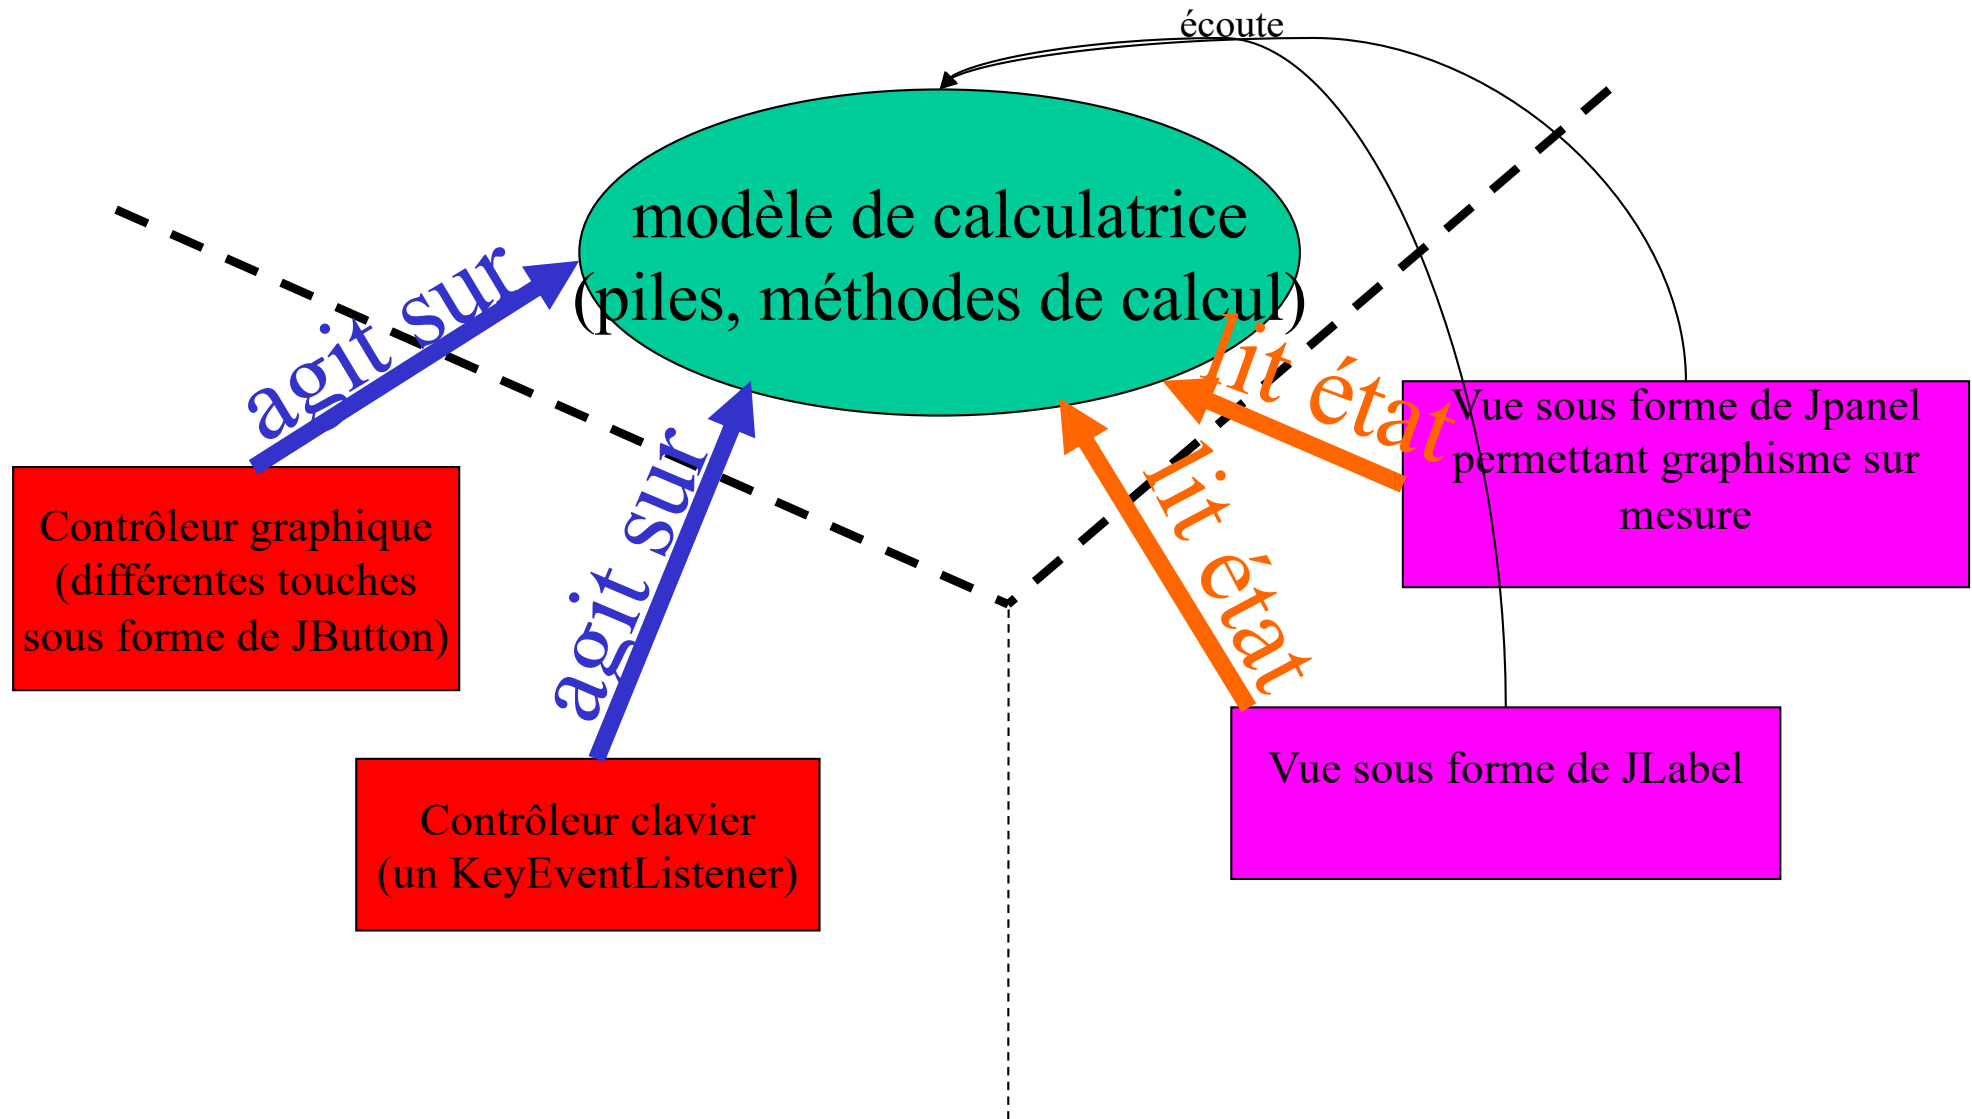 écoute
modèle de calculatrice
(piles, méthodes de calcul)
agit sur
agit sur
lit état
lit état
Vue sous forme de Jpanel
permettant graphisme sur
mesure
Contrôleur graphique
(différentes touches
sous forme de JButton)
Vue sous forme de JLabel
Contrôleur clavier
(un KeyEventListener)